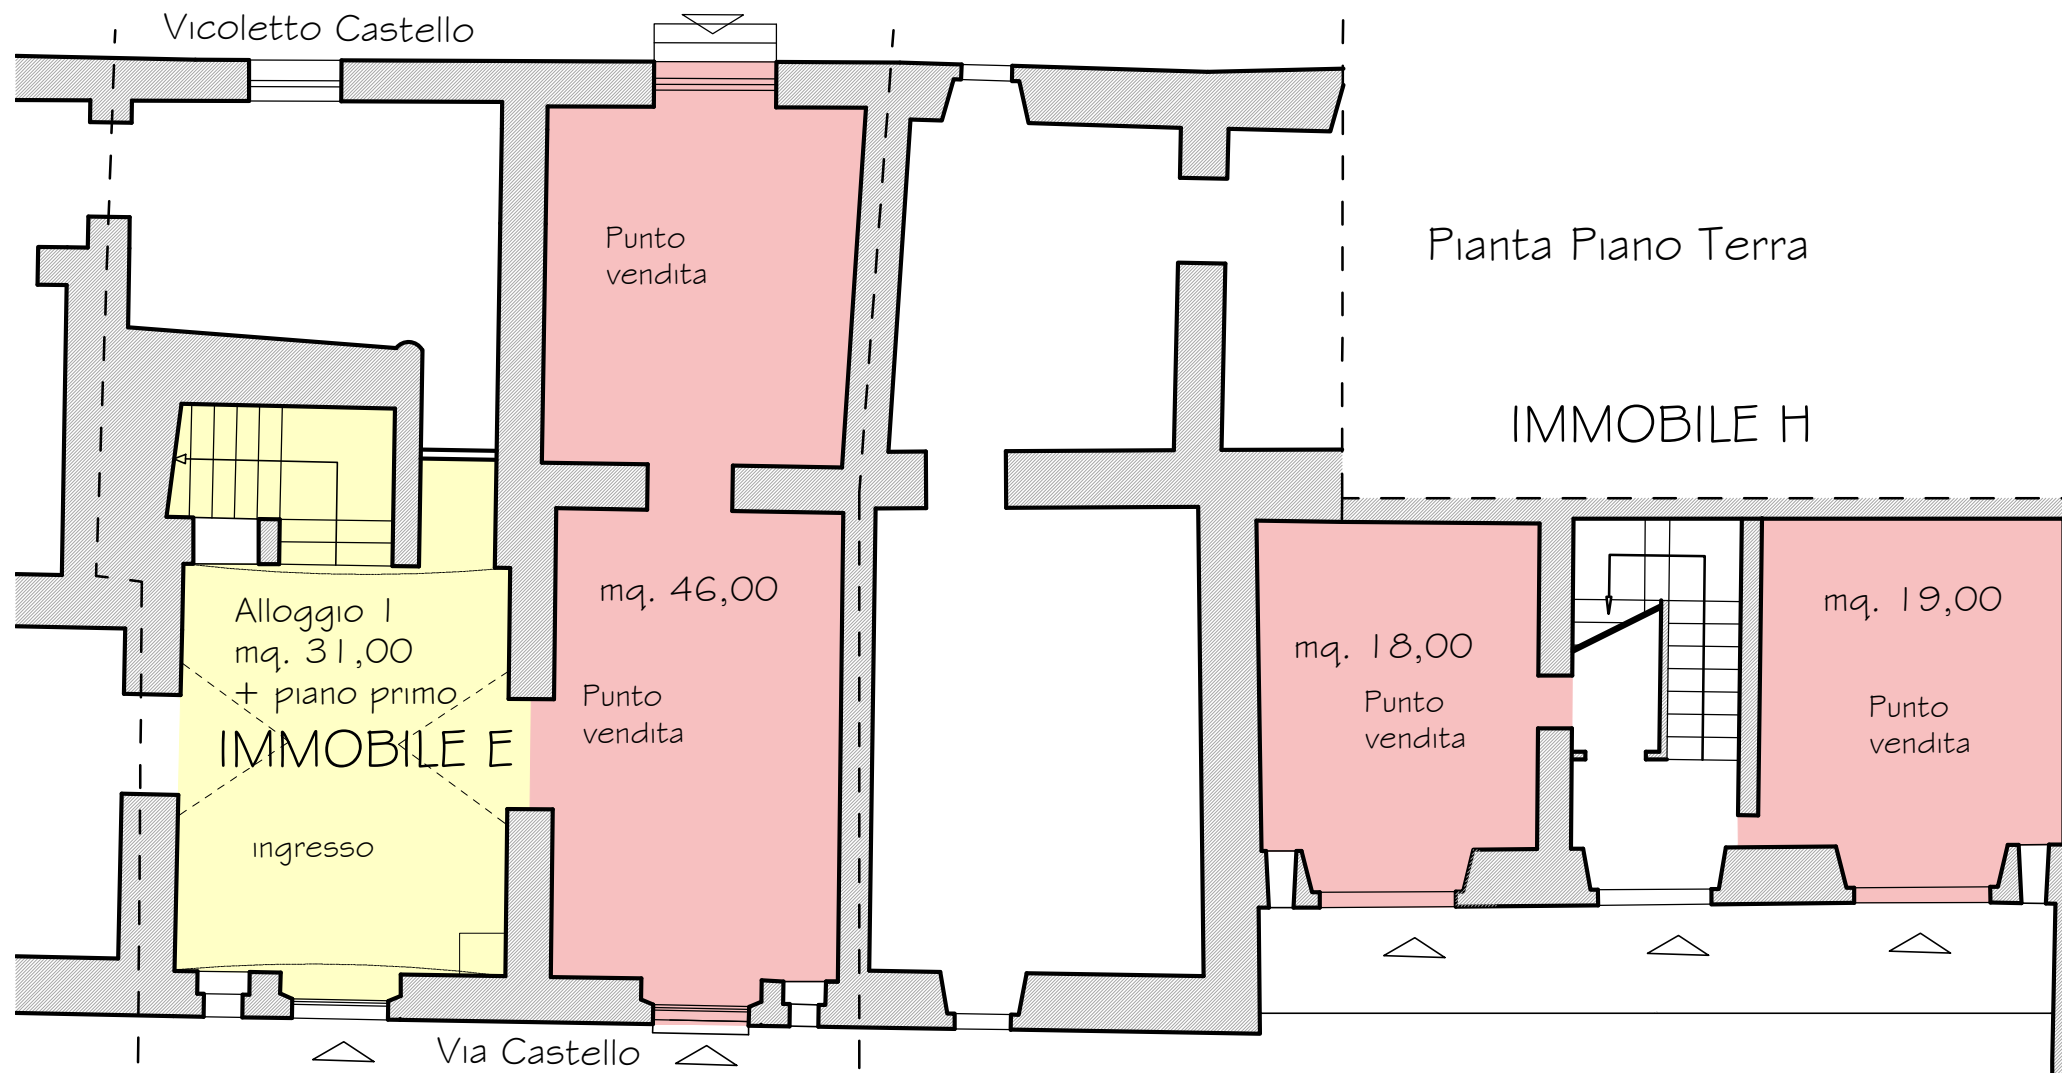 Vicoletto Castello
Punto
vendita
Pianta Piano Terra
IMMOBILE H
mq. 46,00
Alloggio 1
mq. 31,00
+ piano primo
IMMOBILE E
ingresso
Punto
vendita
mq. 18,00
Punto
vendita
mq. 19,00
Punto
vendita
Via Castello